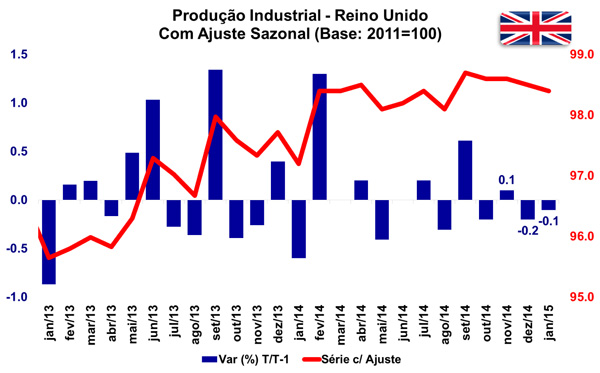 Produção Industrial - Reino Unido
Com Ajuste Sazonal (Base: 2011=100)
1.5
1.0
0.5
0.0
-0.5
-1.0
99.0
98.0
97.0
96.0
95.0
0.1
-0.2
-0.1
jan/13
fev/13
mar/13
abr/13
mai/13
jun/13
jul/13
ago/13
set/13
out/13
nov/13
dez/13
jan/14
fev/14
mar/14
abr/14
mai/14
jun/14
jul/14
ago/14
set/14
out/14
nov/14
dez/14
jan/15
Var (%) T/T-1
Série c/ Ajuste